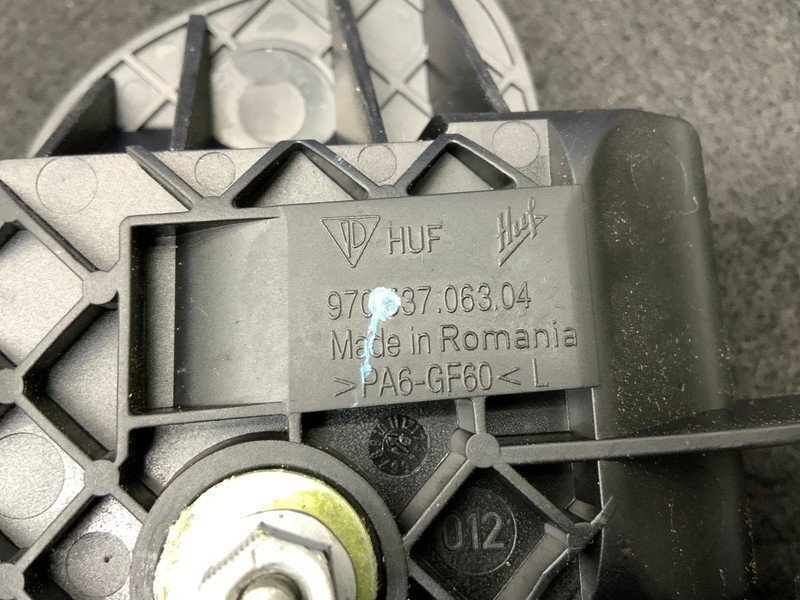 HUF Huf
970.537.063.04
Made in Romania
>PA6-GF60< L
012